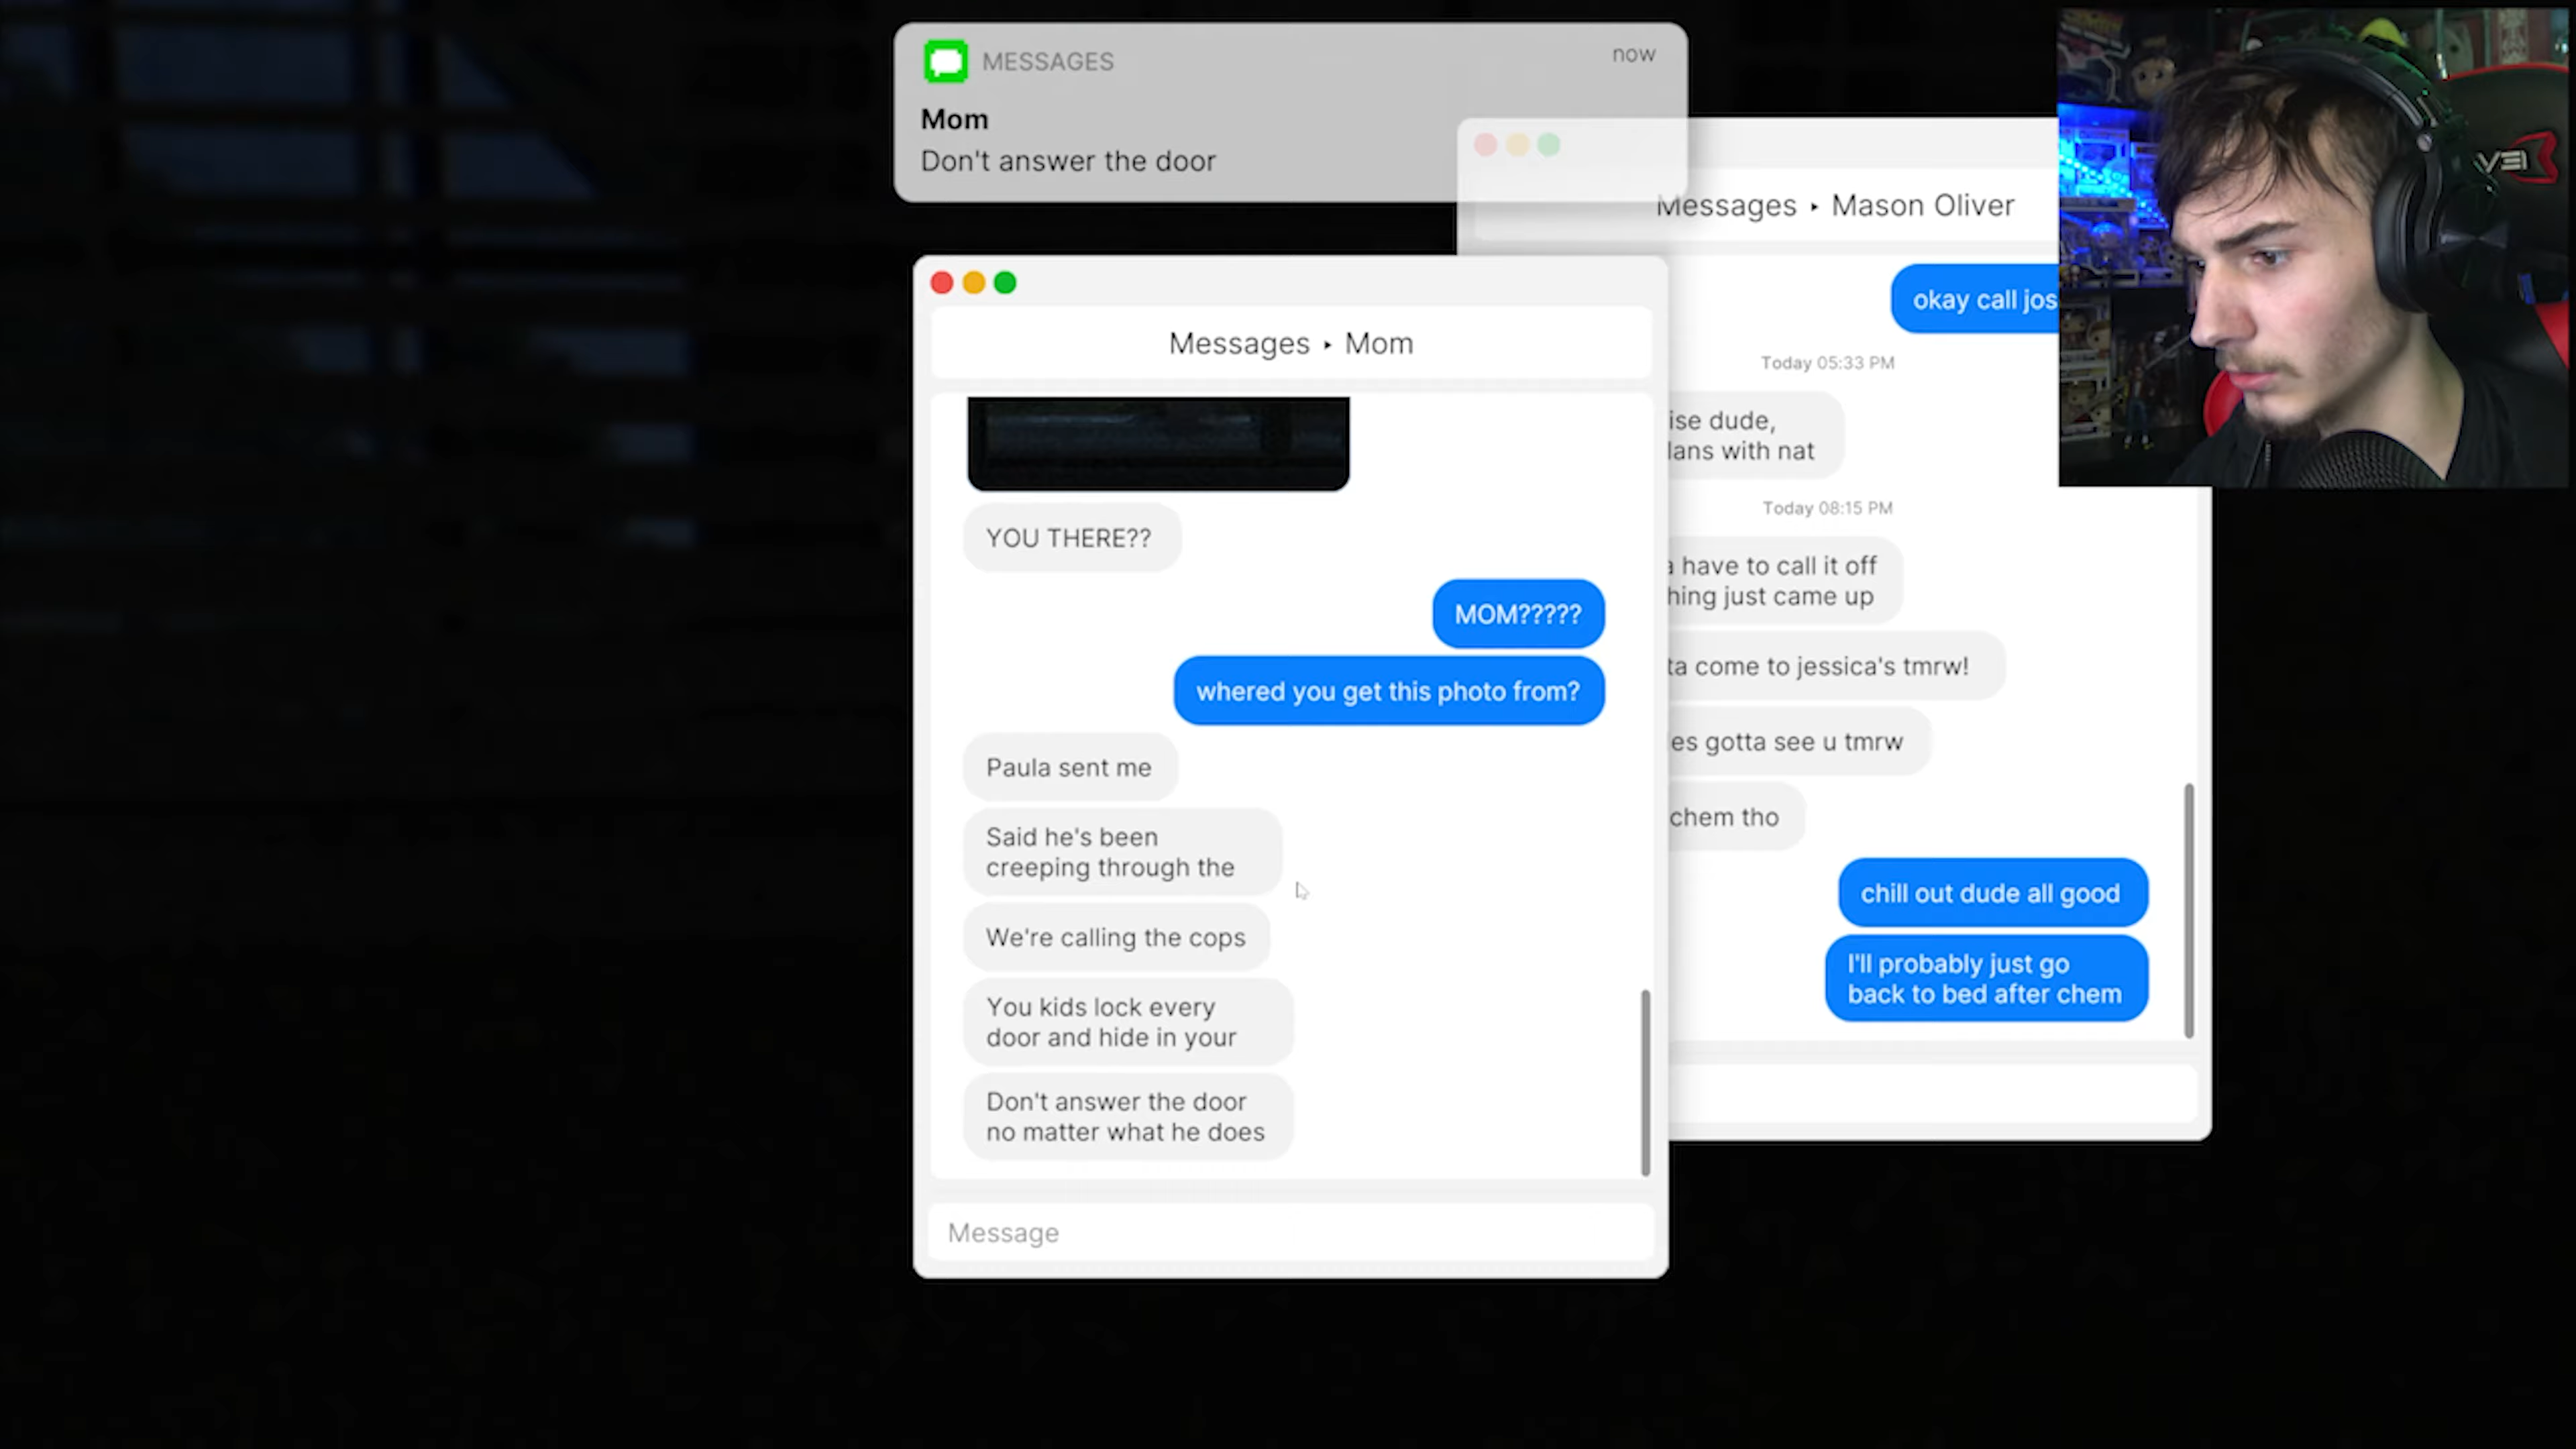 MESSAGES
now
Mom
Don't answer the door
Messages ▸ Mason Oliver
okay call jos
Today 05:33 PM
ise dude,
lans with nat
Today 08:15 PM
have to call it off
hing just came up
ta come to jessica's tmrw!
es gotta see u tmrw
chem tho
chill out dude all good
I'll probably just go
back to bed after chem
Messages ▸ Mom
YOU THERE??
MOM?????
whered you get this photo from?
Paula sent me
Said he's been
creeping through the
We're calling the cops
You kids lock every
door and hide in your
Don't answer the door
no matter what he does
Message